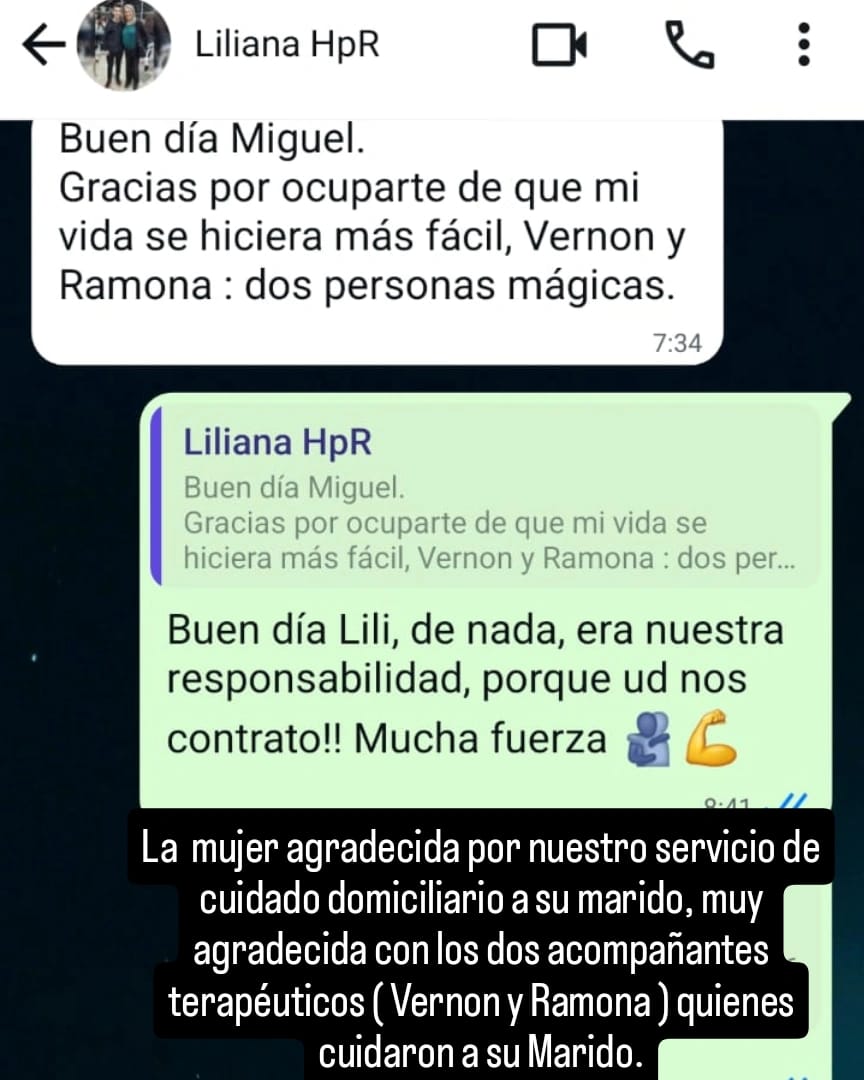 Liliana HpR
Buen día Miguel.
Gracias por ocuparte de que mi
vida se hiciera más fácil, Vernon y
Ramona : dos personas mágicas.
7:34
Liliana HpR
Buen día Miguel.
Gracias por ocuparte de que mi vida se
hiciera más fácil, Vernon y Ramona : dos per...
Buen día Lili, de nada, era nuestra
responsabilidad, porque ud nos
contrato!! Mucha fuerza 🫂💪
La mujer agradecida por nuestro servicio de
cuidado domiciliario a su marido, muy
agradecida con los dos acompañantes
terapéuticos ( Vernon y Ramona ) quienes
cuidaron a su Marido.